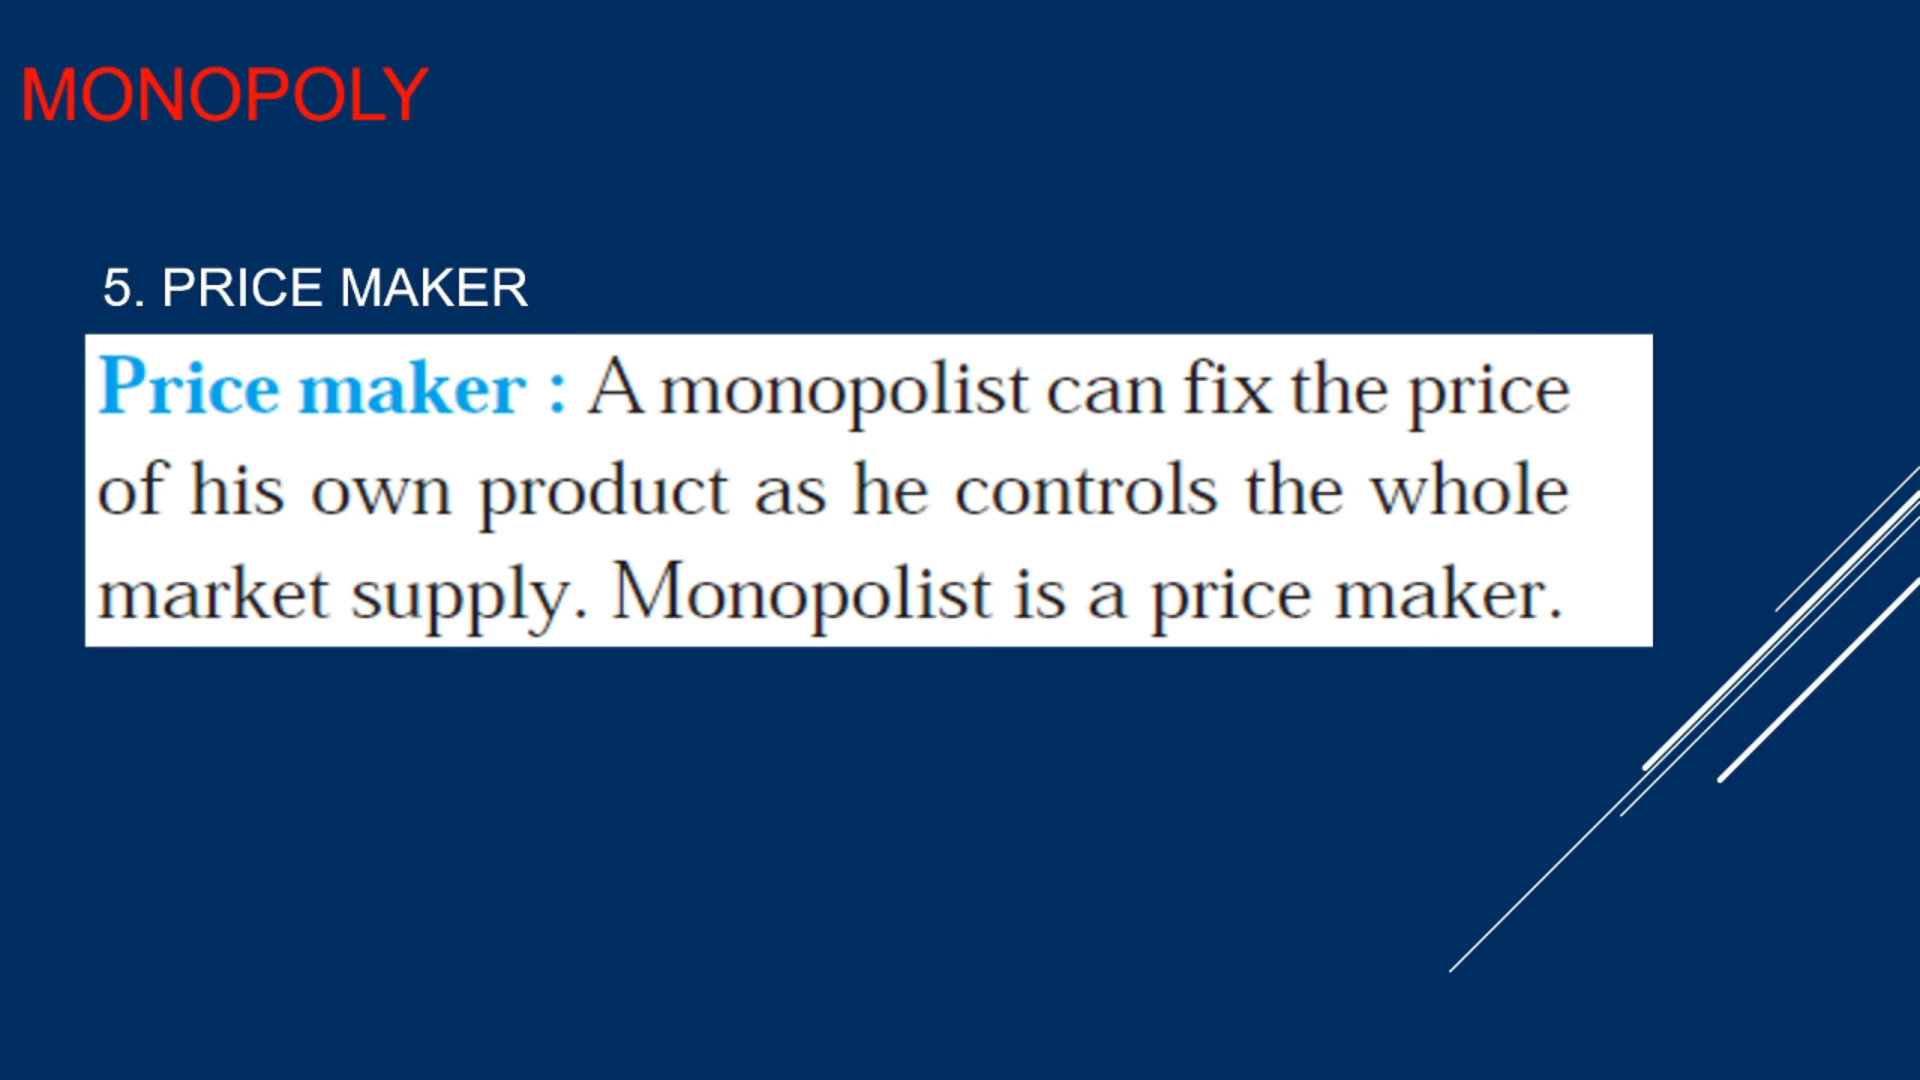 MONOPOLY
5. PRICE MAKER
Price maker : A monopolist can fix the price
of his own product as he controls the whole
market supply. Monopolist is a price maker.